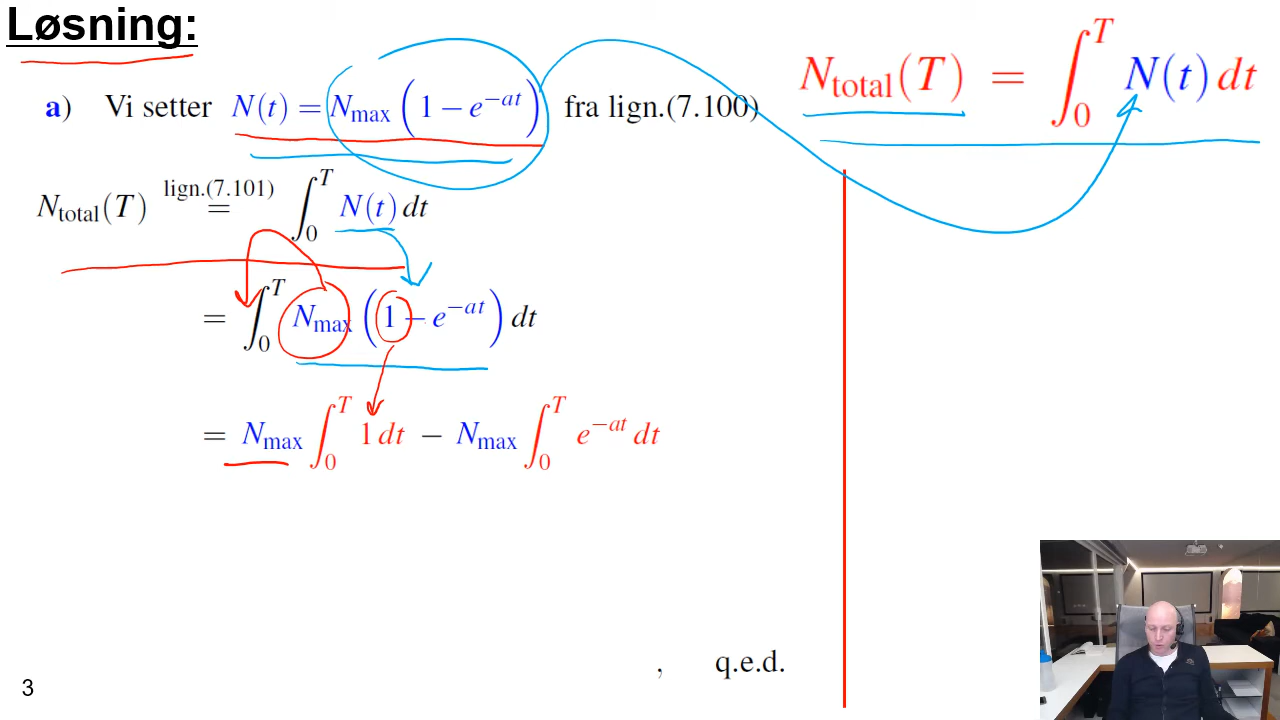 Løsning:
N_total(T) = ∫_0^T N(t) dt
a) Vi setter N(t) = N_max (1 − e^{−at}) fra lign.(7.100)
N_total(T) lign.(7.101) = ∫_0^T N(t) dt
= ∫_0^T N_max (1 − e^{−at}) dt
= N_max ∫_0^T 1 dt − N_max ∫_0^T e^{−at} dt
, q.e.d.
3